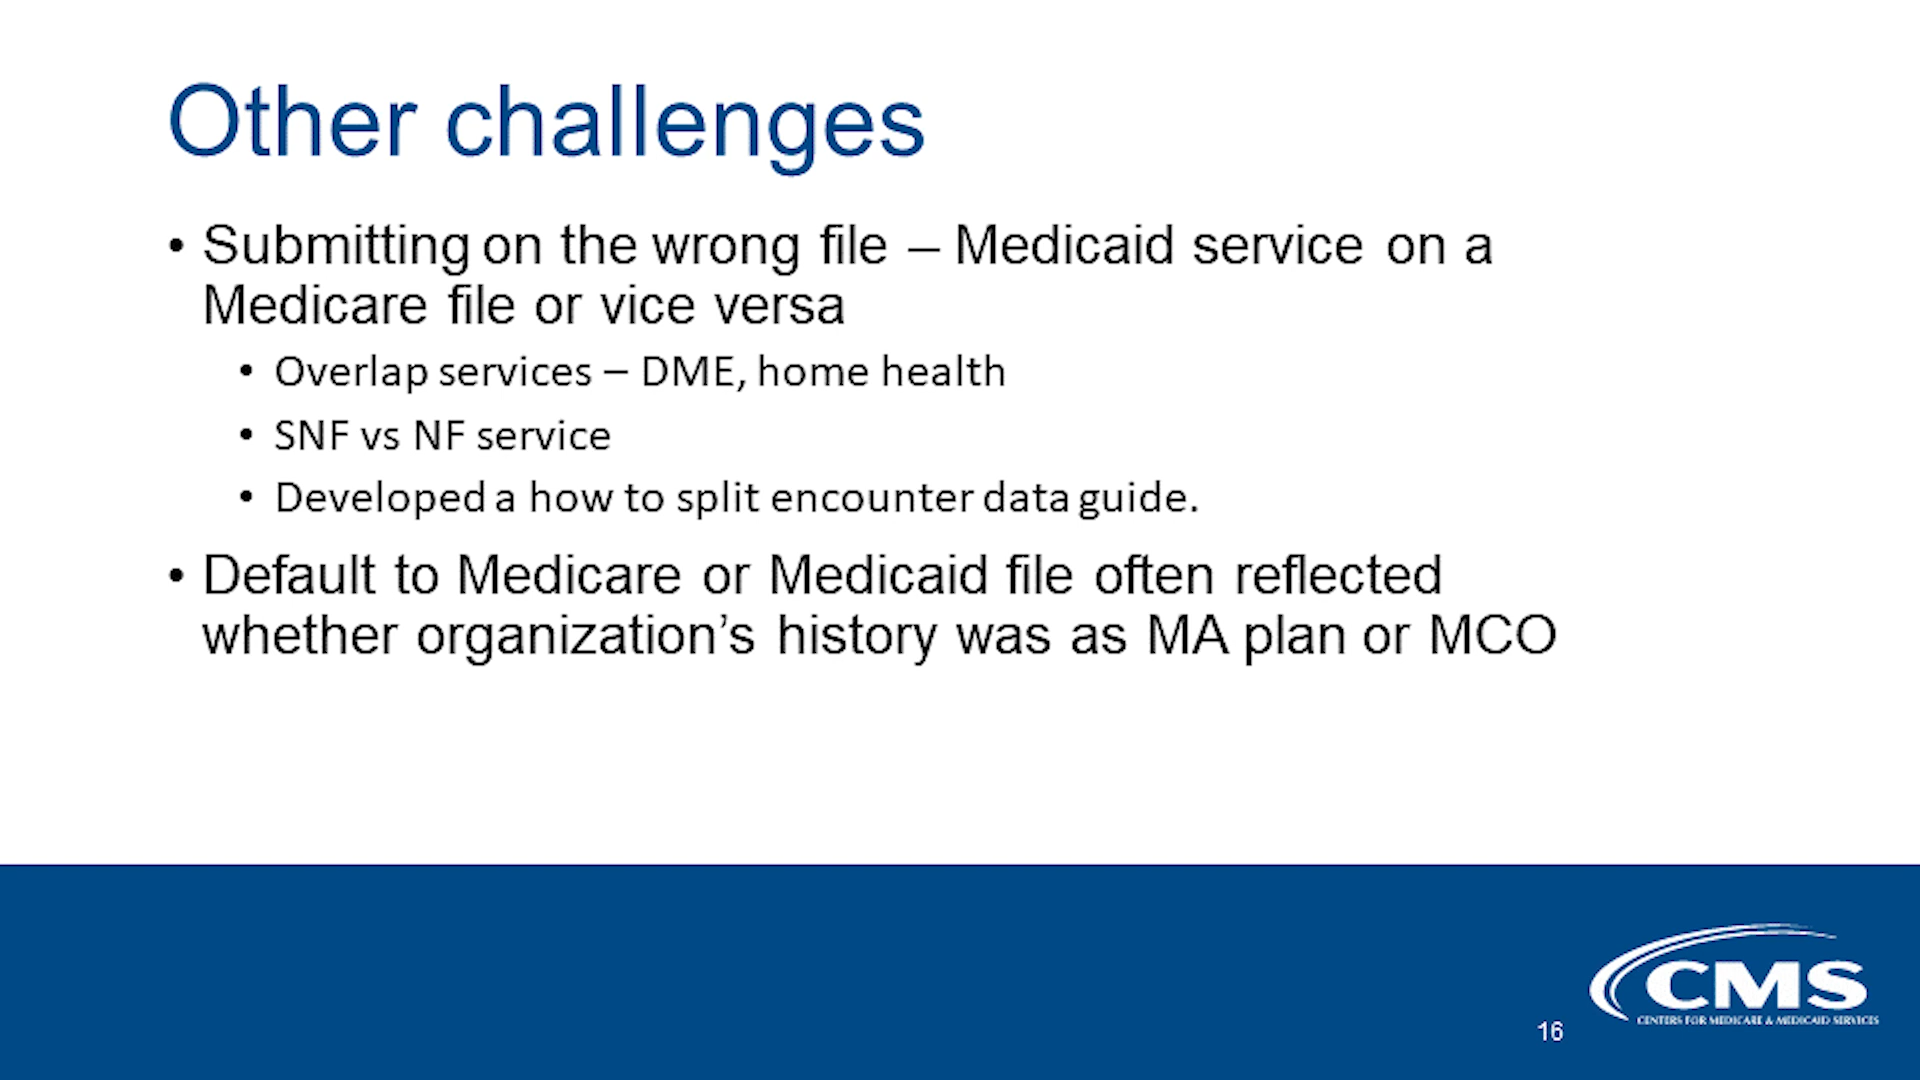 Other challenges
• Submitting on the wrong file – Medicaid service on a
Medicare file or vice versa
• Overlap services – DME, home health
• SNF vs NF service
• Developed a how to split encounter data guide.
• Default to Medicare or Medicaid file often reflected
whether organization’s history was as MA plan or MCO
CMS
CENTERS FOR MEDICARE & MEDICAID SERVICES
16